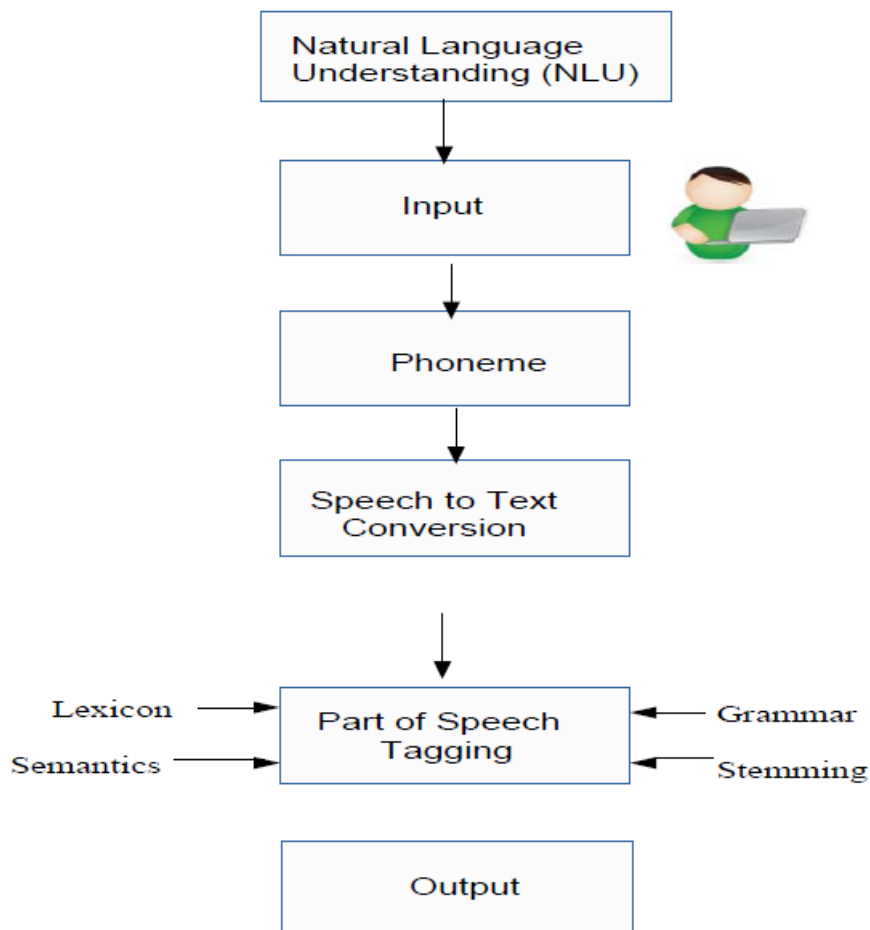 Natural Language
Understanding (NLU)
Input
Phoneme
Speech to Text
Conversion
Lexicon
Part of Speech
Tagging
Grammar
Semantics
Stemming
Output